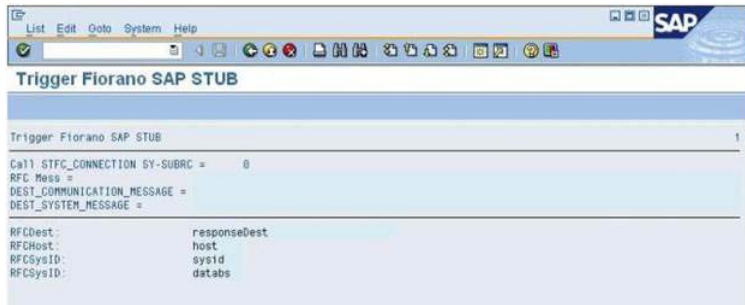 List Edit Goto System Help
SAP
Trigger Fiorano SAP STUB
Trigger Fiorano SAP STUB 1
Call STFC_CONNECTION SY-SUBRC = 0
RFC Mess =
DEST_COMMUNICATION_MESSAGE =
DEST_SYSTEM_MESSAGE =
RFCDest: responseDest
RFCHost: host
RFCSysID: sysid
RFCSysID: databs